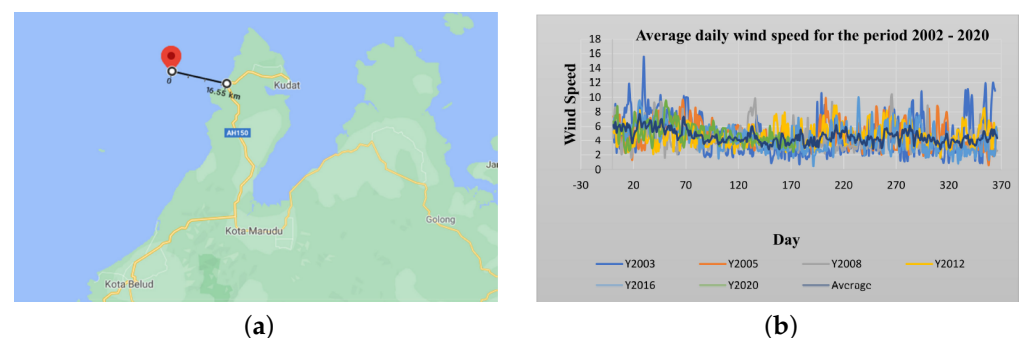 0
16.55 km
Kudat
AH150
Kota Marudu
Golong
Jar
Kota Belud
(a)
Average daily wind speed for the period 2002 - 2020
Wind Speed
18
16
14
12
10
8
6
4
2
0
-30 20 70 120 170 220 270 320 370
Day
Y2003 Y2005 Y2008 Y2012
Y2016 Y2020 Average
(b)